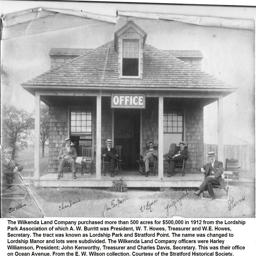 OFFICE
The Wilkenda Land Company purchased more than 500 acres for $500,000 in 1912 from the Lordship
Park Association of which A. W. Burritt was President, W. T. Howes, Treasurer and W.E. Howes,
Secretary. The tract was known as Lordship Park and Stratford Point. The name was changed to
Lordship Manor and lots were subdivided. The Wilkenda Land Company officers were Harley
Williamson, President; John Kenworthy, Treasurer and Charles Davis, Secretary. This was their office
on Ocean Avenue. From the E. W. Wilson collection. Courtesy of the Stratford Historical Society.